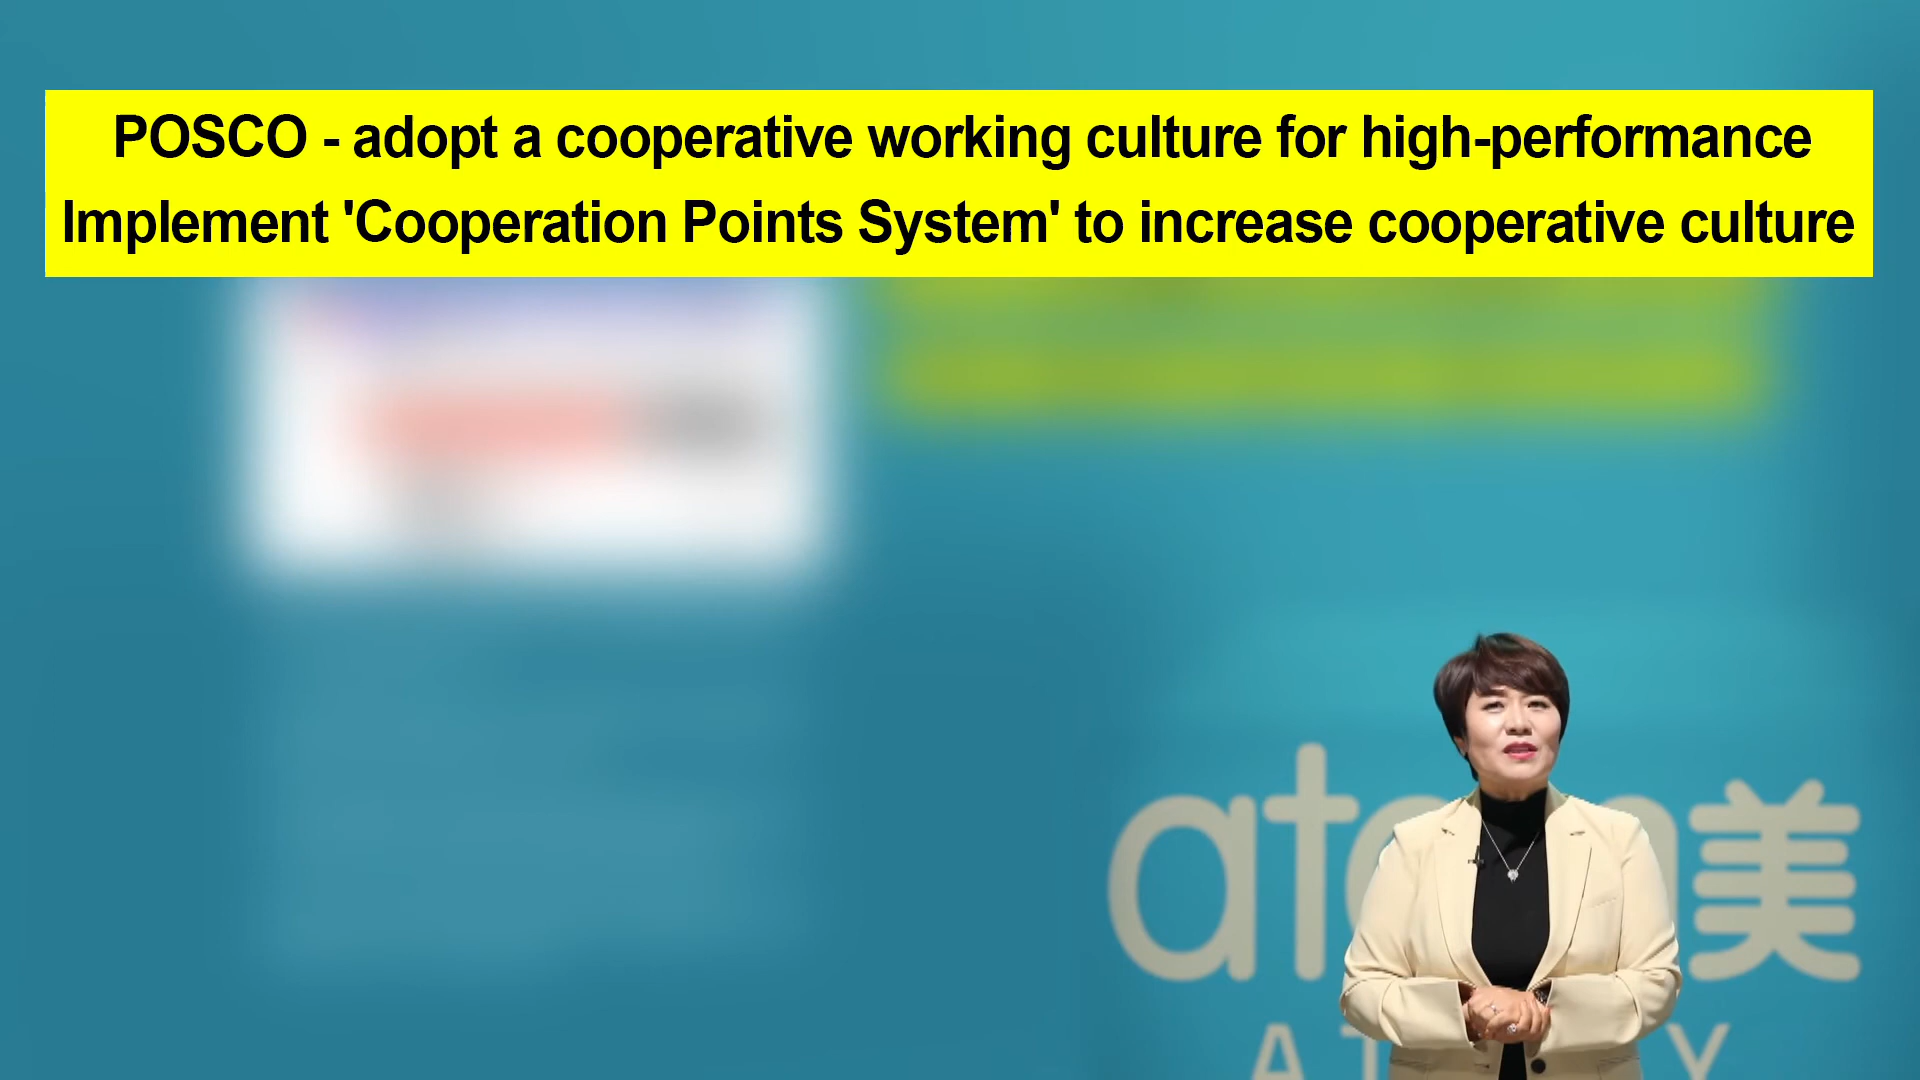 POSCO - adopt a cooperative working culture for high-performance
Implement 'Cooperation Points System' to increase cooperative culture